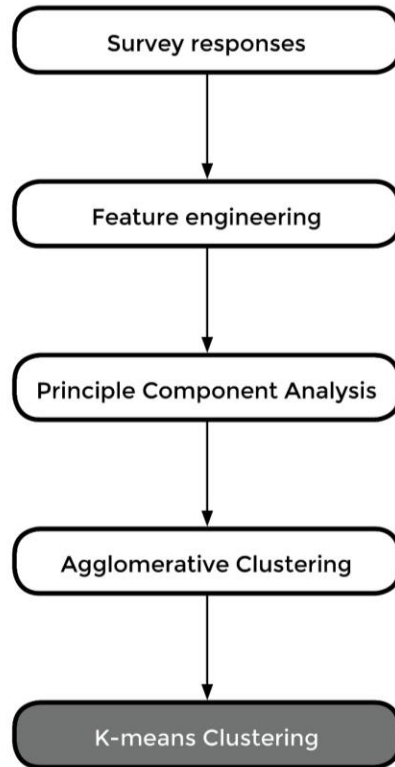 Survey responses
Feature engineering
Principle Component Analysis
Agglomerative Clustering
K-means Clustering